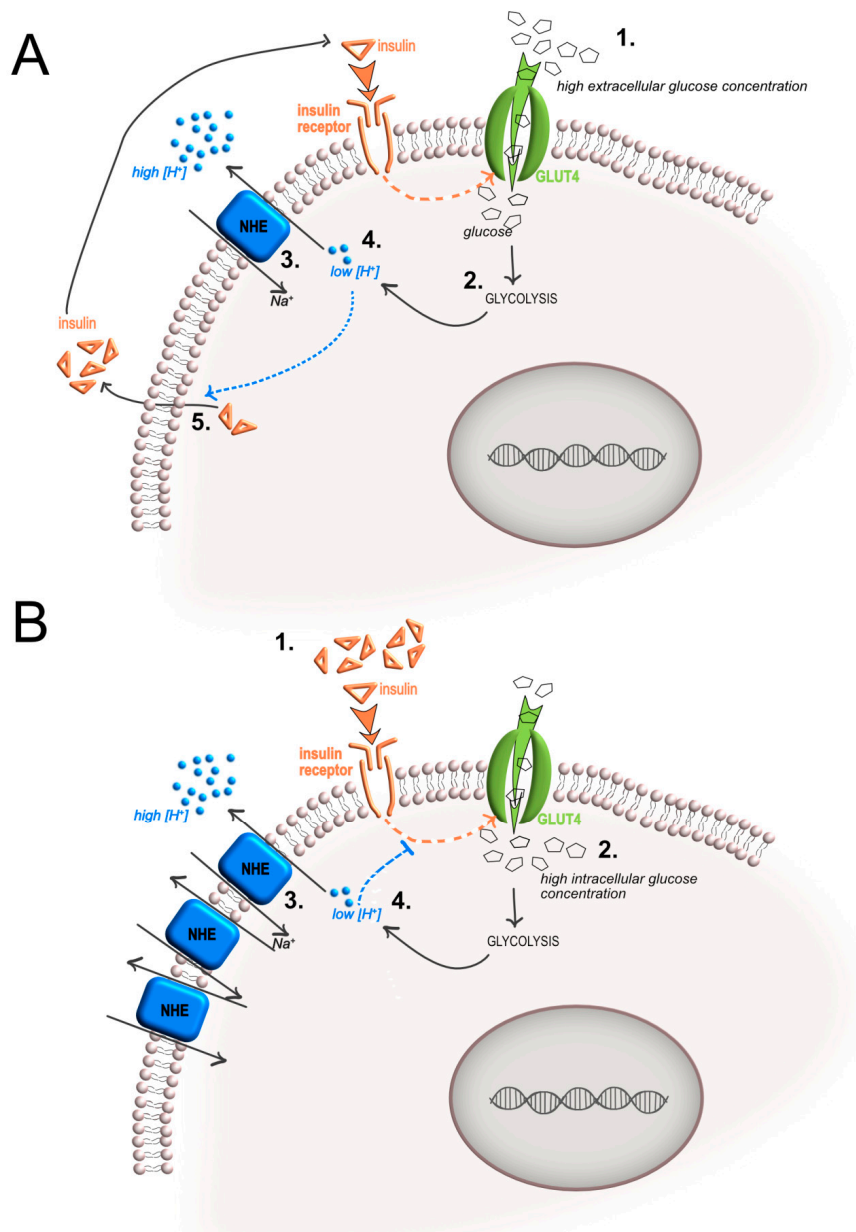 A
insulin
1.
high extracellular glucose concentration
insulin
receptor
high [H+]
GLUT4
NHE
3.
4.
low [H+]
glucose
Na+
2.
GLYCOLYSIS
insulin
5.
B
1.
insulin
insulin
receptor
high [H+]
GLUT4
NHE
3.
low [H+]
4.
2.
high intracellular glucose
concentration
Na+
GLYCOLYSIS
NHE
NHE